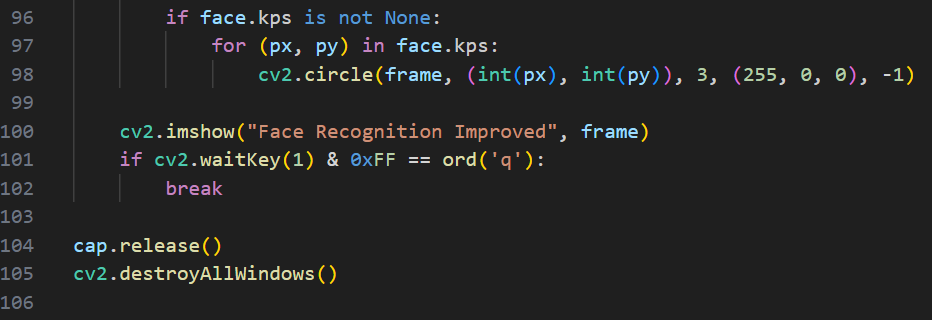 96 if face.kps is not None:
97 for (px, py) in face.kps:
98 cv2.circle(frame, (int(px), int(py)), 3, (255, 0, 0), -1)
99
100 cv2.imshow("Face Recognition Improved", frame)
101 if cv2.waitKey(1) & 0xFF == ord('q'):
102 break
103
104 cap.release()
105 cv2.destroyAllWindows()
106